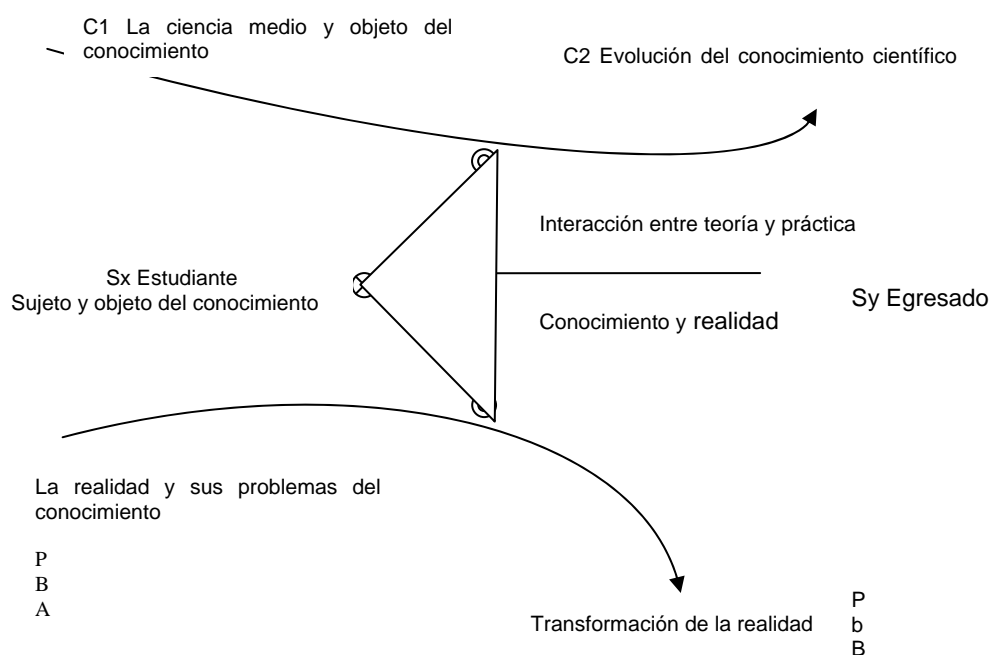 C1 La ciencia medio y objeto del
conocimiento
C2 Evolución del conocimiento científico
Interacción entre teoría y práctica
Sx Estudiante
Sujeto y objeto del conocimiento
Sy Egresado
Conocimiento y realidad
La realidad y sus problemas del
conocimiento
P
B
A
Transformación de la realidad
P
b
B